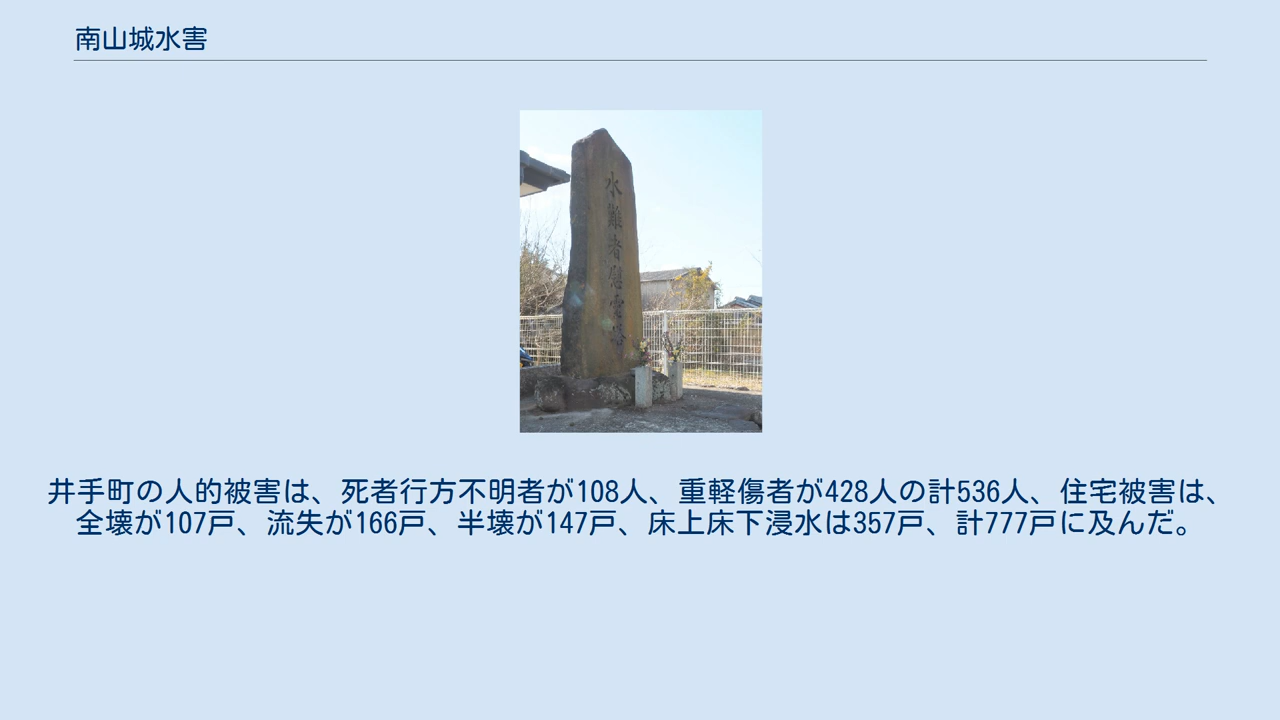 南山城水害
水難者慰霊塔
井手町の人的被害は、死者行方不明者が108人、重軽傷者が428人の計536人、住宅被害は、
全壊が107戸、流失が166戸、半壊が147戸、床上床下浸水は357戸、計777戸に及んだ。